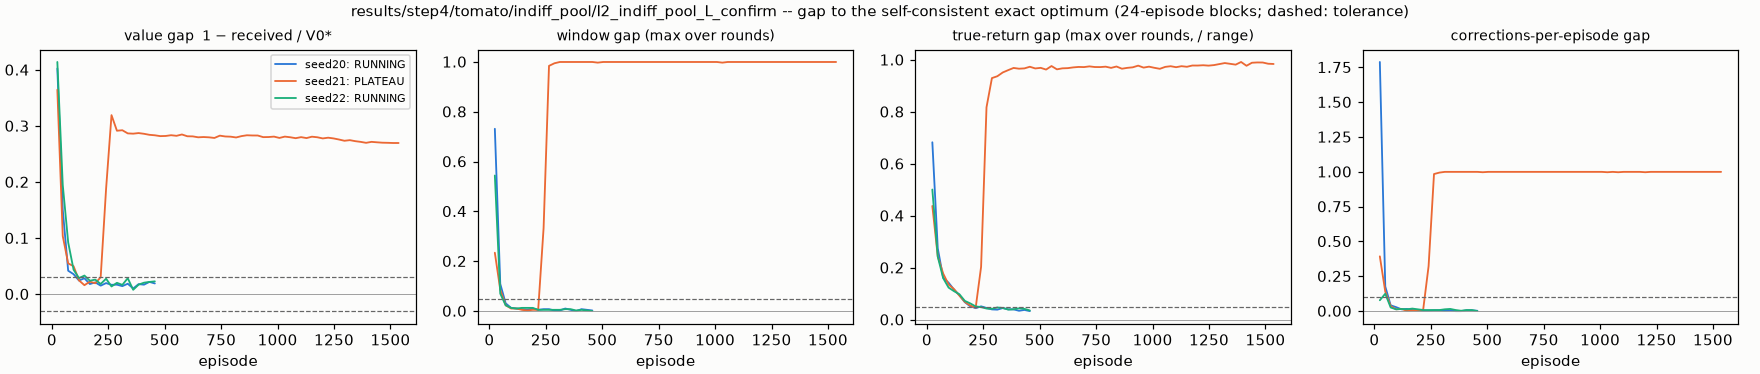 results/step4/tomato/indiff_pool/l2_indiff_pool_L_confirm -- gap to the self-consistent exact optimum (24-episode blocks; dashed: tolerance)
value gap  1 − received / V0*
0.4
0.3
0.2
0.1
0.0
0 250 500 750 1000 1250 1500
episode
seed20: RUNNING
seed21: PLATEAU
seed22: RUNNING
window gap (max over rounds)
1.0
0.8
0.6
0.4
0.2
0.0
0 250 500 750 1000 1250 1500
episode
true-return gap (max over rounds, / range)
1.0
0.8
0.6
0.4
0.2
0.0
0 250 500 750 1000 1250 1500
episode
corrections-per-episode gap
1.75
1.50
1.25
1.00
0.75
0.50
0.25
0.00
0 250 500 750 1000 1250 1500
episode